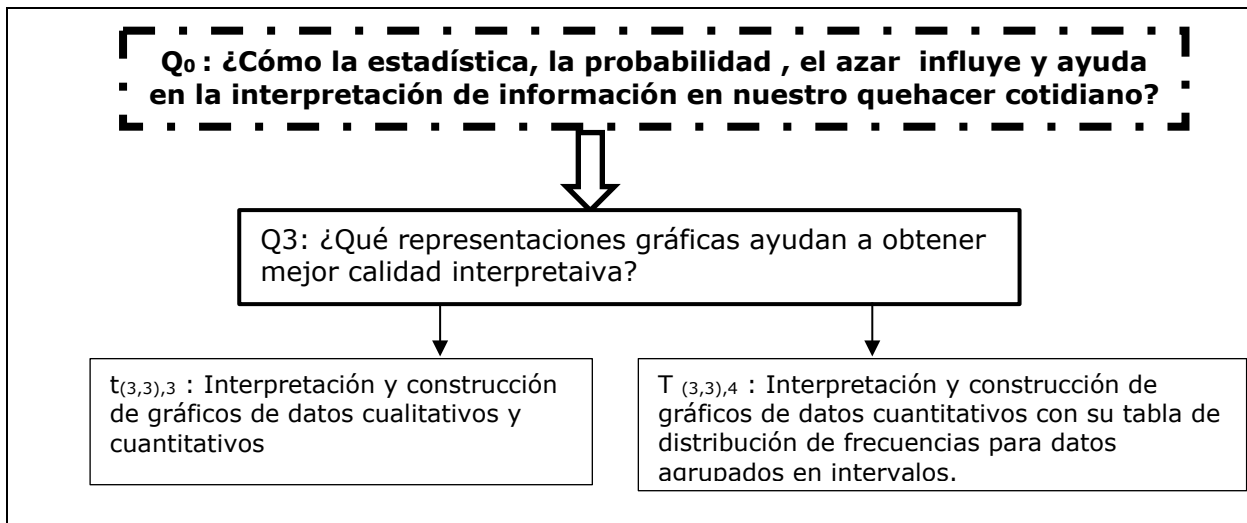 Q₀ : ¿Cómo la estadística, la probabilidad , el azar influye y ayuda
en la interpretación de información en nuestro quehacer cotidiano?
Q3: ¿Qué representaciones gráficas ayudan a obtener
mejor calidad interpretaiva?
t(3,3),3 : Interpretación y construcción
de gráficos de datos cualitativos y
cuantitativos
T (3,3),4 : Interpretación y construcción de
gráficos de datos cuantitativos con su tabla de
distribución de frecuencias para datos
agrupados en intervalos.